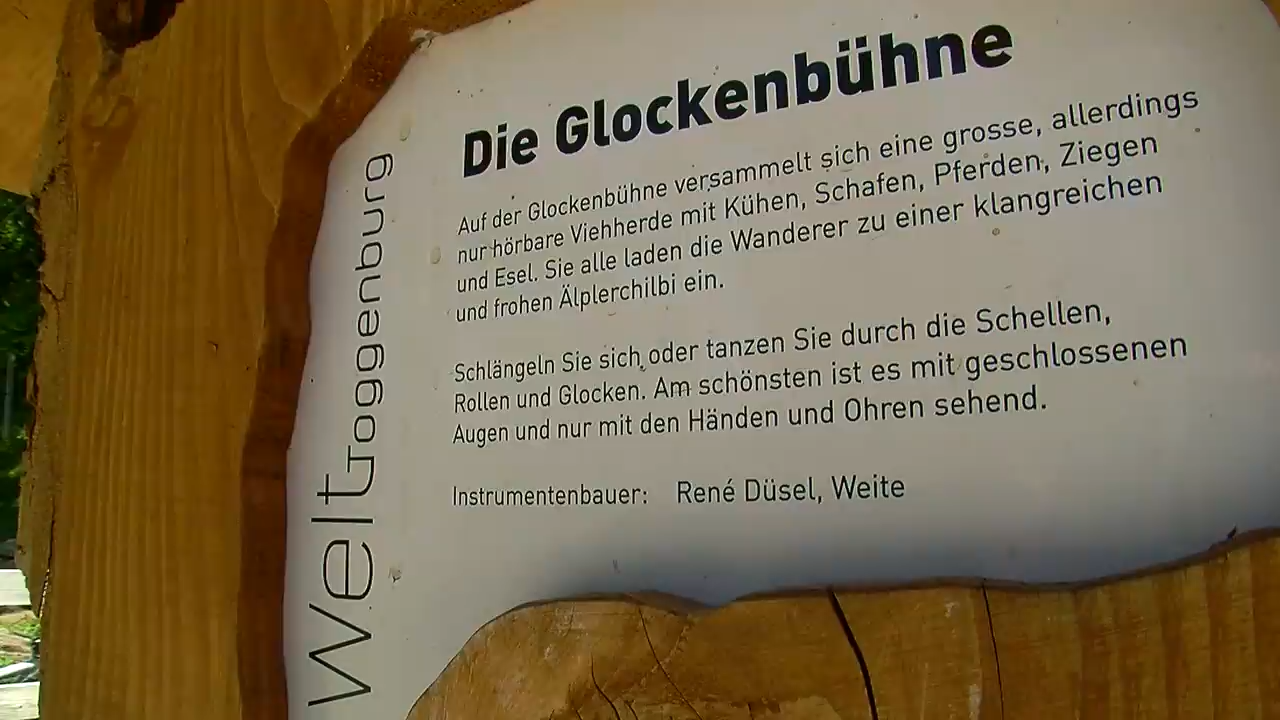 Die Glockenbühne
Auf der Glockenbühne versammelt sich eine grosse, allerdings
nur hörbare Viehherde mit Kühen, Schafen, Pferden, Ziegen
und Esel. Sie alle laden die Wanderer zu einer klangreichen
und frohen Älplerchilbi ein.
Schlängeln Sie sich oder tanzen Sie durch die Schellen,
Rollen und Glocken. Am schönsten ist es mit geschlossenen
Augen und nur mit den Händen und Ohren sehend.
Instrumentenbauer: René Düsel, Weite
Welt Toggenburg